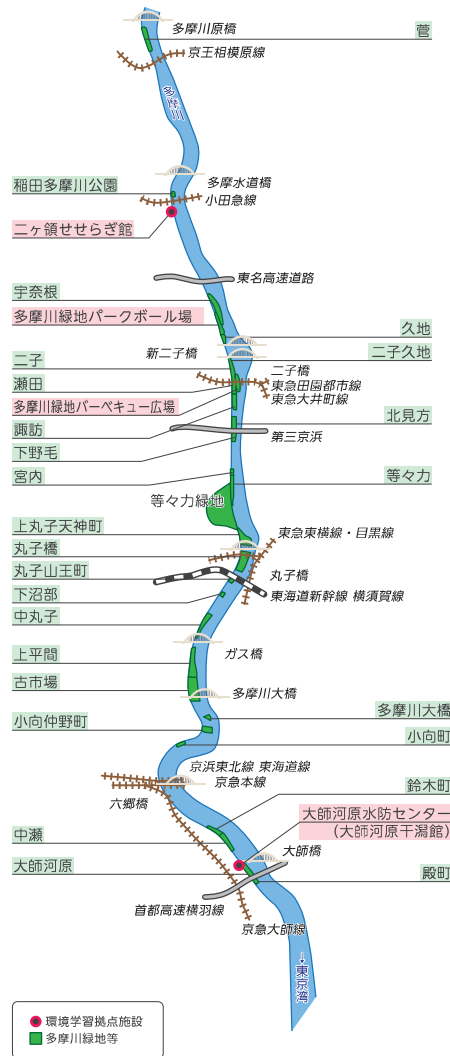 多摩川原橋
菅
京王相模原線
多摩川
稲田多摩川公園
多摩水道橋
小田急線
二ヶ領せせらぎ館
東名高速道路
宇奈根
多摩川緑地パークボール場
久地
新二子橋
二子久地
二子
二子橋
瀬田
東急田園都市線
東急大井町線
多摩川緑地バーベキュー広場
北見方
諏訪
第三京浜
下野毛
宮内
等々力
等々力緑地
上丸子天神町
東急東横線・目黒線
丸子橋
丸子山王町
丸子橋
下沼部
東海道新幹線 横須賀線
中丸子
上平間
ガス橋
古市場
多摩川大橋
多摩川大橋
小向仲野町
小向町
京浜東北線 東海道線
京急本線
鈴木町
六郷橋
大師河原水防センター
(大師河原干潟館)
中瀬
大師橋
大師河原
殿町
首都高速横羽線
京急大師線
→東京湾
環境学習拠点施設
多摩川緑地等